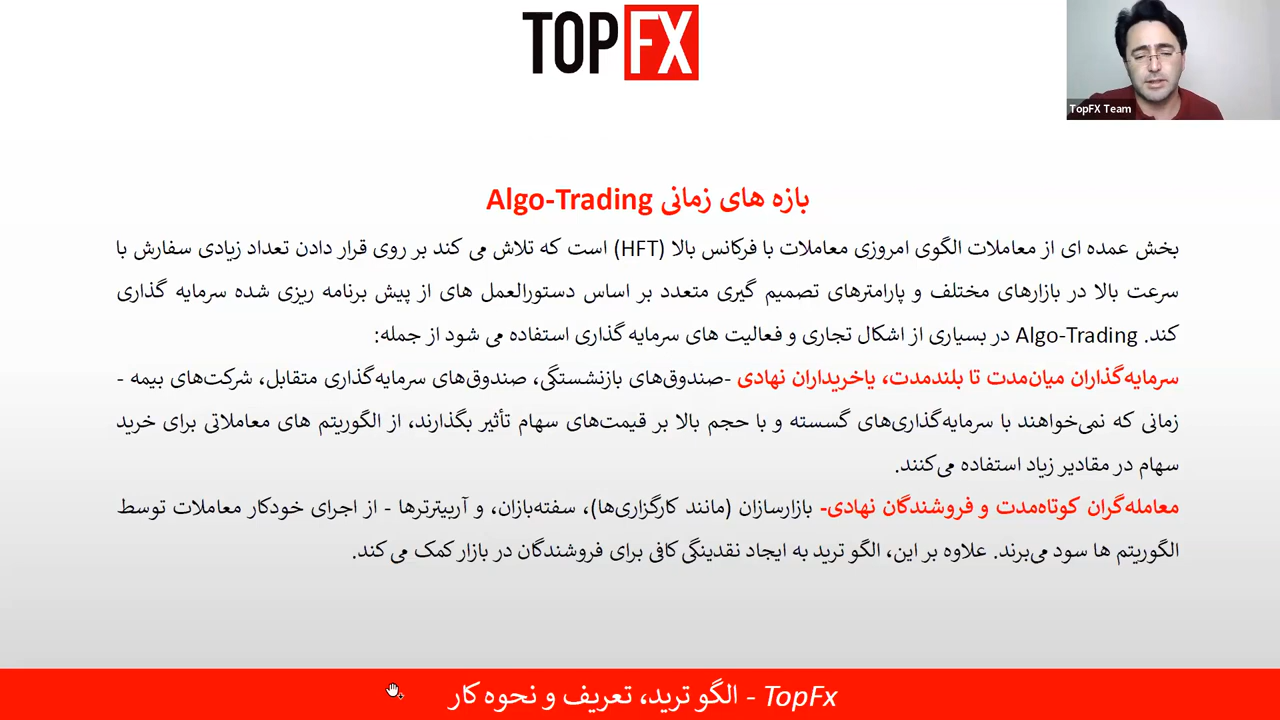 TOPFX
TopFX Team
بازه های زمانی Algo-Trading
بخش عمده ای از معاملات الگوی امروزی معاملات با فرکانس بالا (HFT) است که تلاش می کند بر روی قرار دادن تعداد زیادی سفارش با
سرعت بالا در بازارهای مختلف و پارامترهای تصمیم گیری متعدد بر اساس دستورالعمل های از پیش برنامه ریزی شده سرمایه گذاری
کند. Algo-Trading در بسیاری از اشکال تجاری و فعالیت های سرمایه گذاری استفاده می شود از جمله:
سرمایه‌گذاران میان‌مدت تا بلندمدت، یاخریداران نهادی -صندوق‌های بازنشستگی، صندوق‌های سرمایه‌گذاری متقابل، شرکت‌های بیمه -
زمانی که نمی‌خواهند با سرمایه‌گذاری‌های گسسته و با حجم بالا بر قیمت‌های سهام تأثیر بگذارند، از الگوریتم های معاملاتی برای خرید
سهام در مقادیر زیاد استفاده می‌کنند.
معامله‌گران کوتاه‌مدت و فروشندگان نهادی- بازارسازان (مانند کارگزاری‌ها)، سفته‌بازان، و آربیترترها - از اجرای خودکار معاملات توسط
الگوریتم ها سود می‌برند. علاوه بر این، الگو ترید به ایجاد نقدینگی کافی برای فروشندگان در بازار کمک می کند.
TopFx - الگو ترید، تعریف و نحوه کار